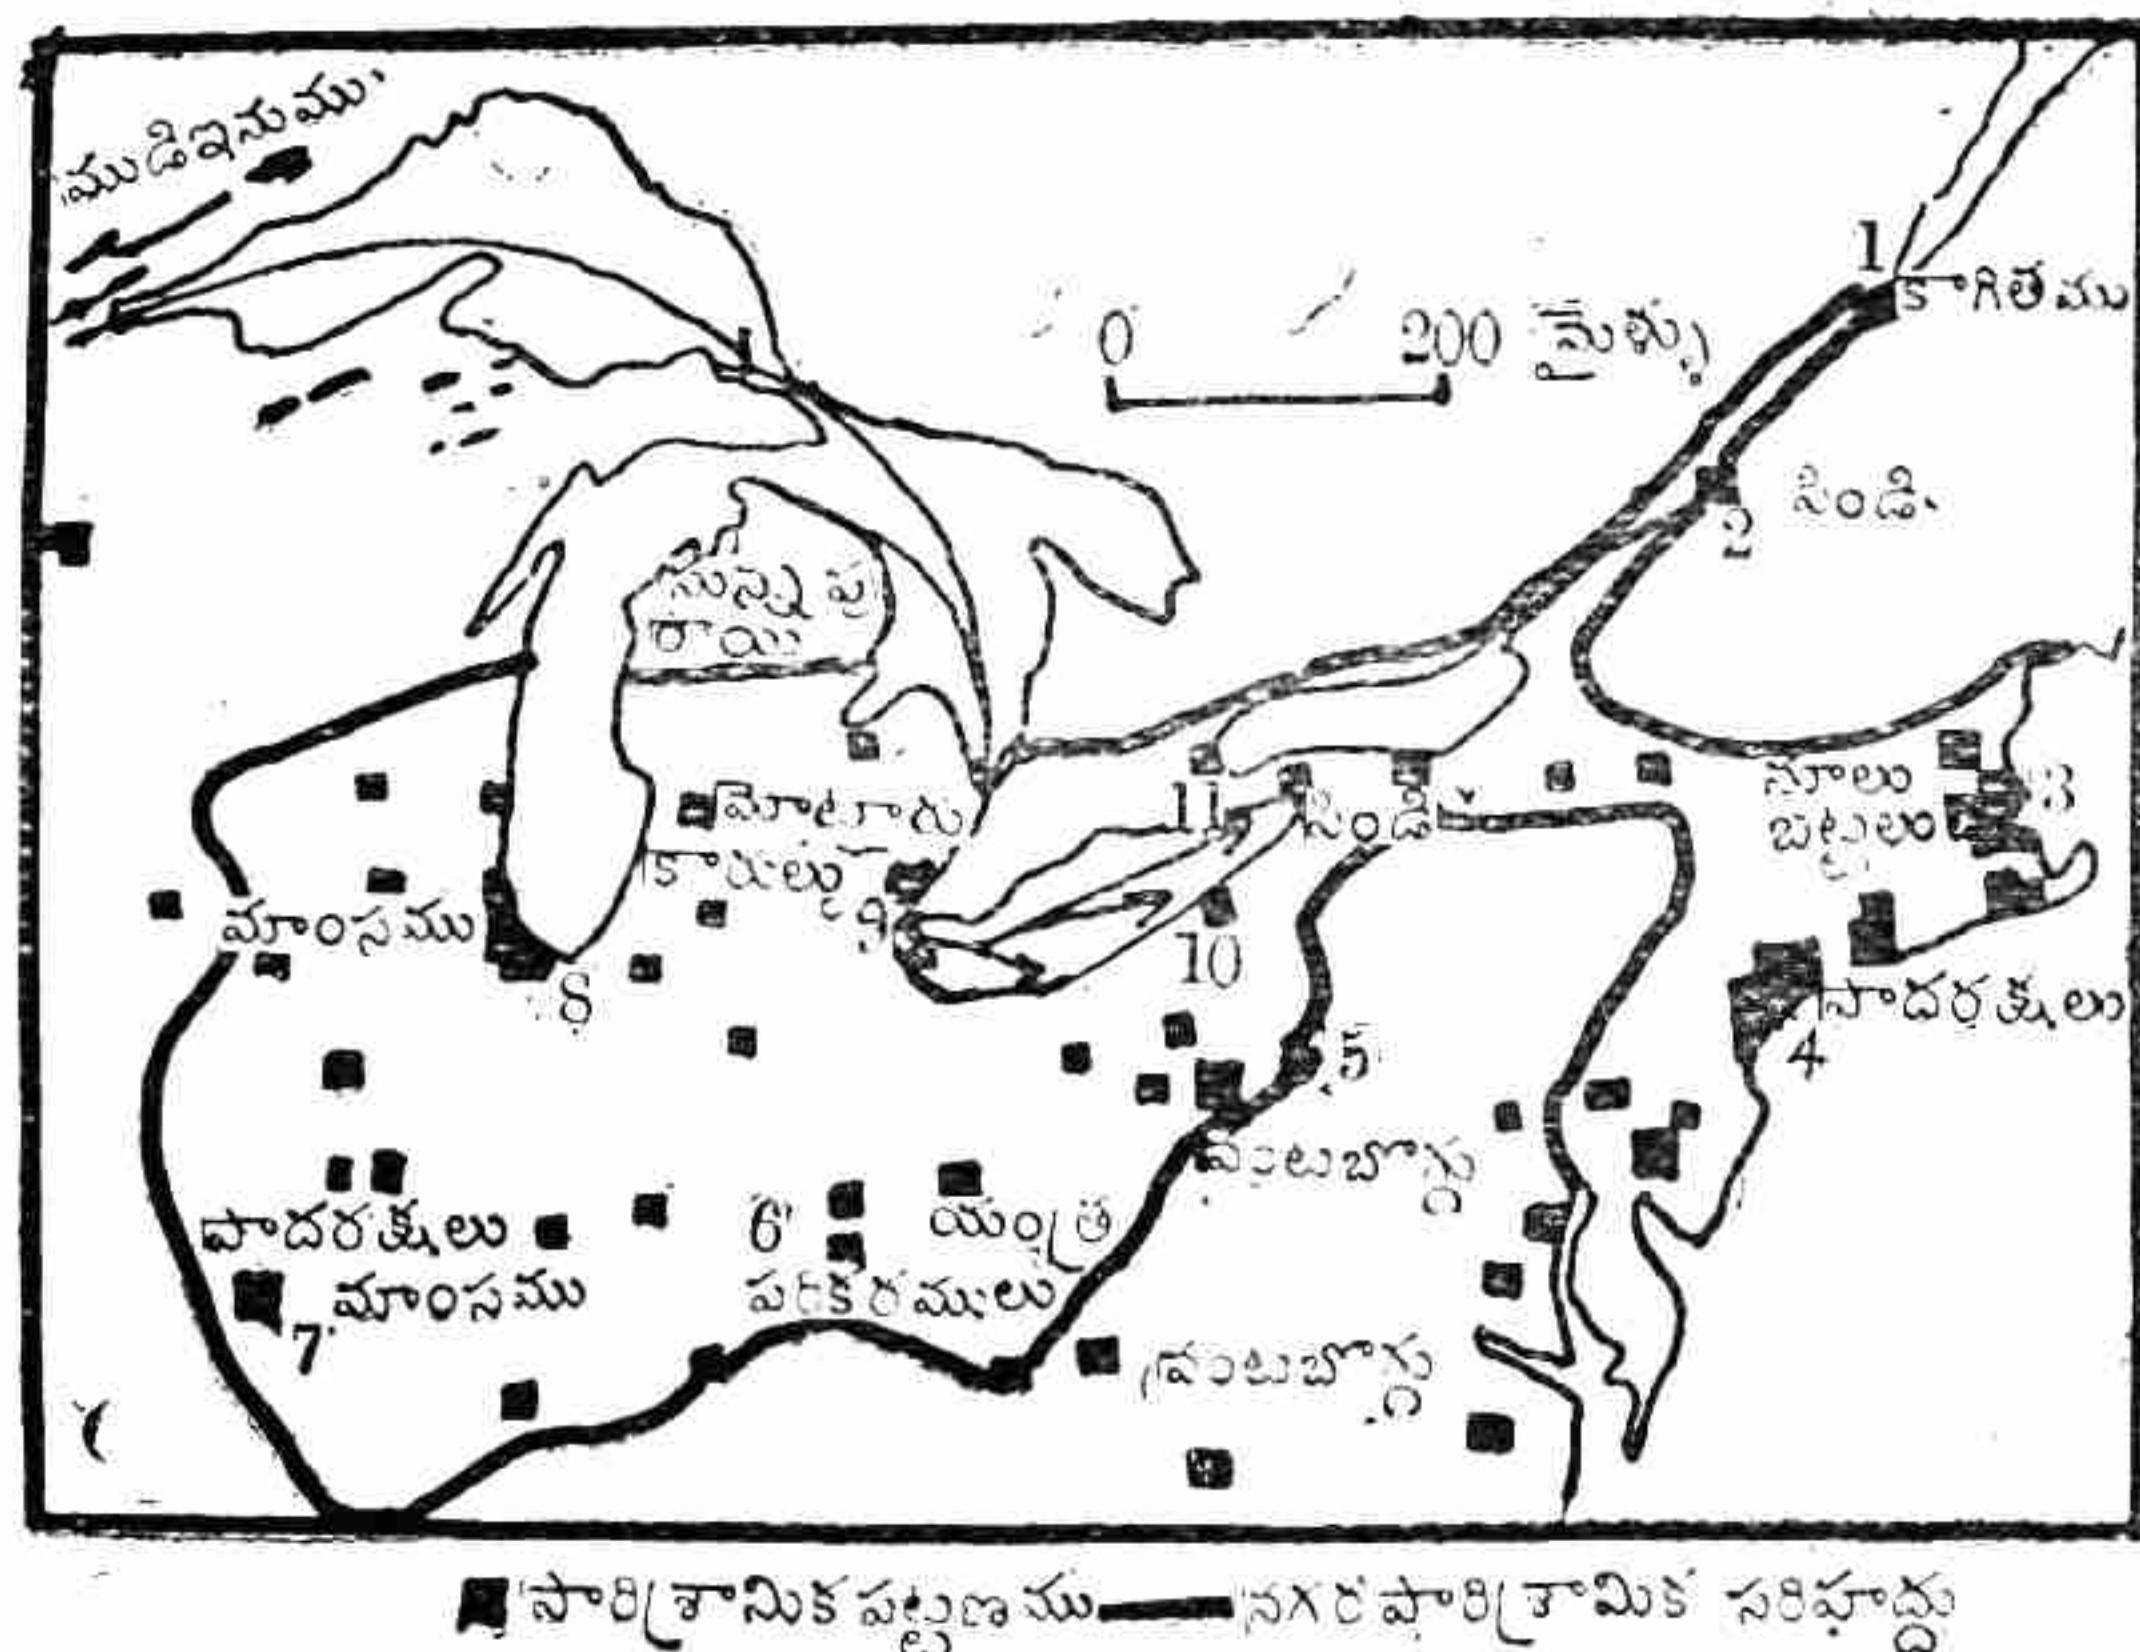 ముడిఇనుము
1
కాగితము
0 200 మైళ్ళు
2 పిండి
సున్నపు
రాయి
నూలు
బట్టలు
3
మోటారు
కారులు
9
11 పిండి
మాంసము
8
10
పాదరక్షలు
4
5
వంటబొగ్గు
పాదరక్షలు
7 మాంసము
6 యంత్ర
పరికరములు
వంటబొగ్గు
పారిశ్రామిక పట్టణము
నగర పారిశ్రామిక సరిహద్దు